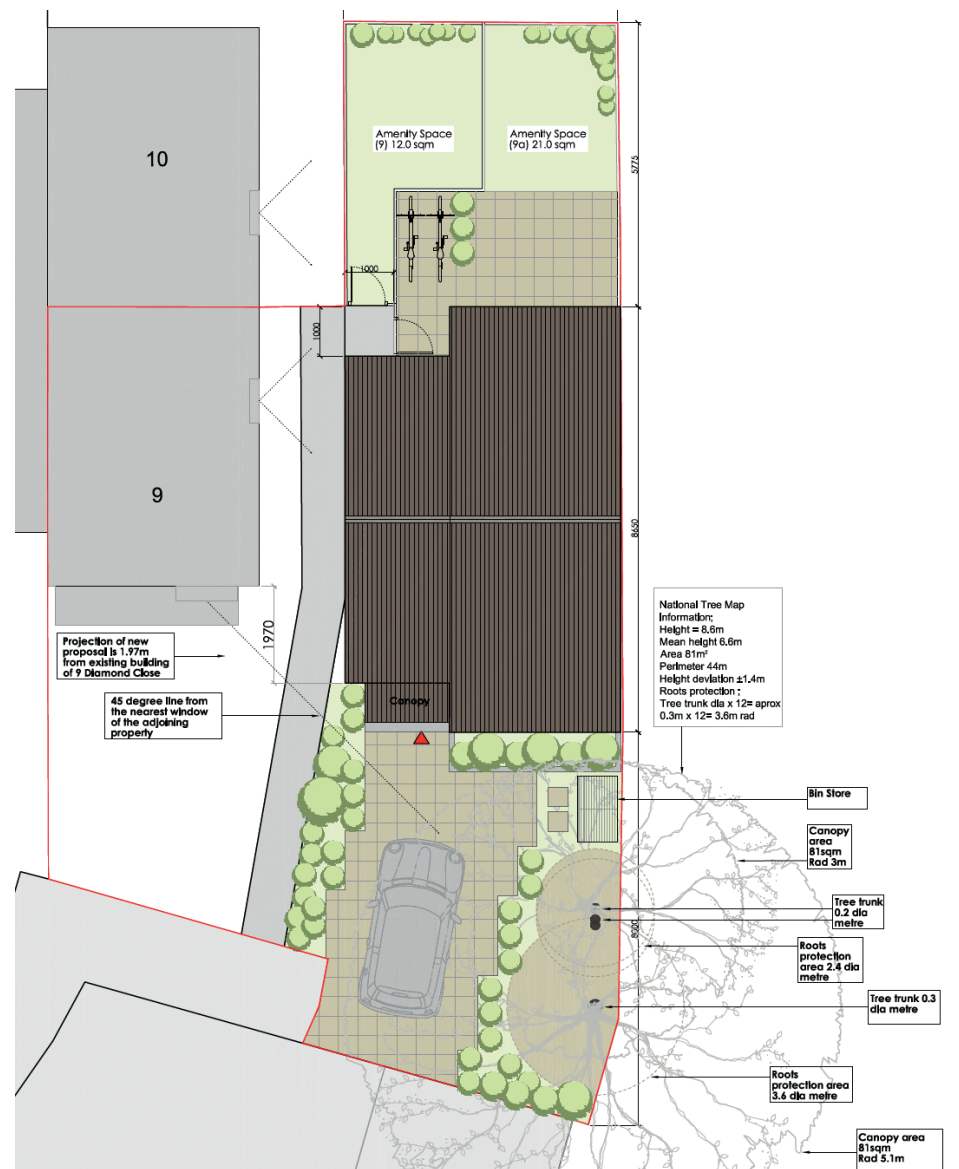 10
Amenity Space
(9) 12.0 sqm
Amenity Space
(9a) 21.0 sqm
5775
1000
1000
9
8650
1970
National Tree Map
Information;
Height = 8.6m
Mean height 6.6m
Area 81m²
Perimeter 44m
Height deviation ±1.4m
Roots protection :
Tree trunk dia x 12= aprox
0.3m x 12= 3.6m rad
Projection of new
proposal is 1.97m
from existing building
of 9 Diamond Close
45 degree line from
the nearest window
of the adjoining
property
Canopy
Bin Store
Canopy
area
81sqm
Rad 3m
Tree trunk
0.2 dia
metre
8020
Roots
protection
area 2.4 dia
metre
Tree trunk 0.3
dia metre
Roots
protection area
3.6 dia metre
Canopy area
81sqm
Rad 5.1m